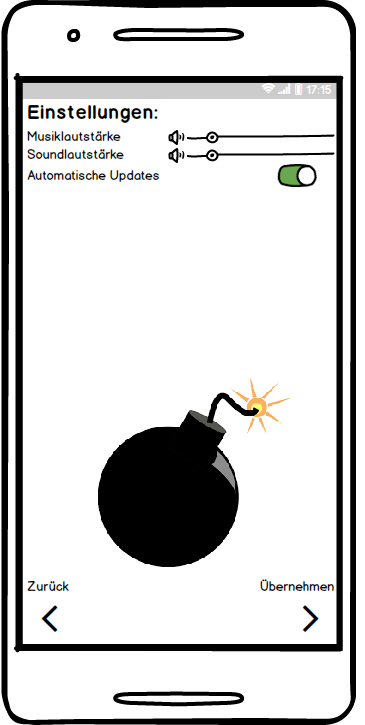 17:15
Einstellungen:
Musiklautstärke
Soundlautstärke
Automatische Updates
Zurück
Übernehmen